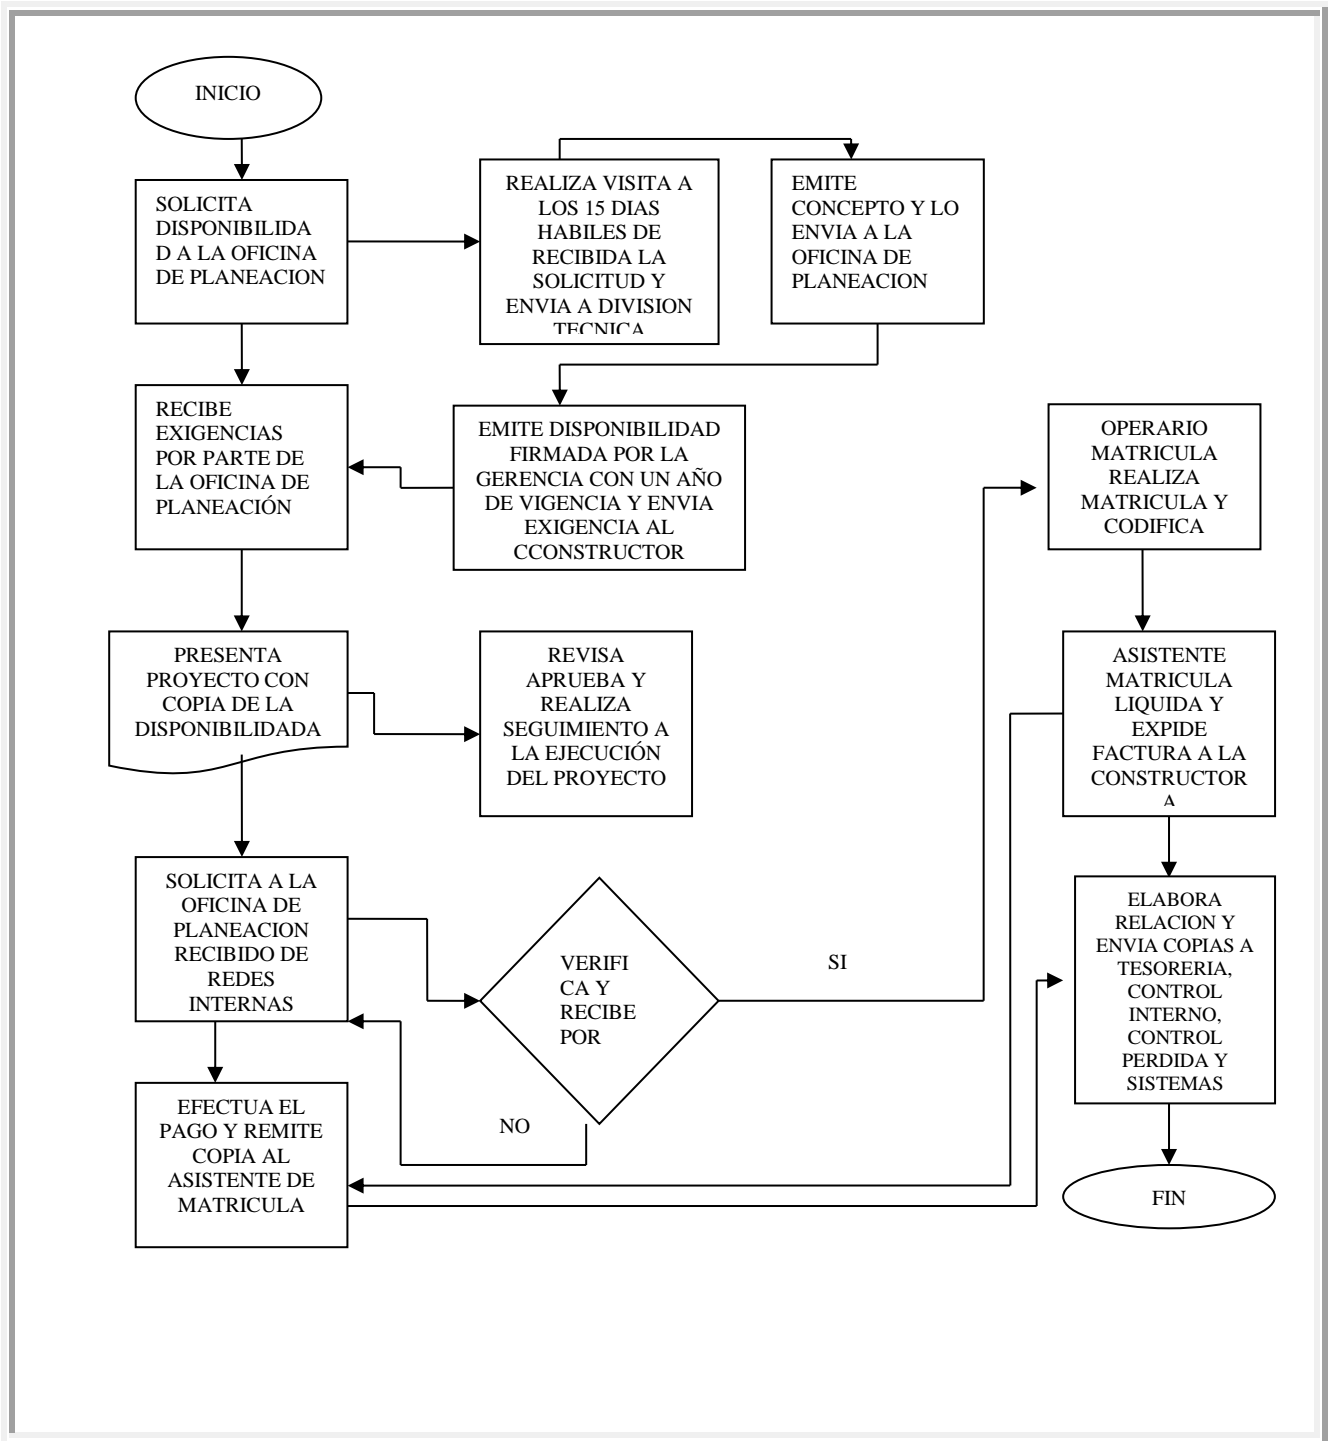 INICIO
SOLICITA
DISPONIBILIDA
D A LA OFICINA
DE PLANEACION
REALIZA VISITA A
LOS 15 DIAS
HABILES DE
RECIBIDA LA
SOLICITUD Y
ENVIA A DIVISION
TECNICA
EMITE
CONCEPTO Y LO
ENVIA A LA
OFICINA DE
PLANEACION
RECIBE
EXIGENCIAS
POR PARTE DE
LA OFICINA DE
PLANEACIÓN
EMITE DISPONIBILIDAD
FIRMADA POR LA
GERENCIA CON UN AÑO
DE VIGENCIA Y ENVIA
EXIGENCIA AL
CCONSTRUCTOR
OPERARIO
MATRICULA
REALIZA
MATRICULA Y
CODIFICA
PRESENTA
PROYECTO CON
COPIA DE LA
DISPONIBILIDADA
REVISA
APRUEBA Y
REALIZA
SEGUIMIENTO A
LA EJECUCIÓN
DEL PROYECTO
ASISTENTE
MATRICULA
LIQUIDA Y
EXPIDE
FACTURA A LA
CONSTRUCTOR
A
SOLICITA A LA
OFICINA DE
PLANEACION
RECIBIDO DE
REDES
INTERNAS
VERIFI
CA Y
RECIBE
POR
SI
NO
ELABORA
RELACION Y
ENVIA COPIAS A
TESORERIA,
CONTROL
INTERNO,
CONTROL
PERDIDA Y
SISTEMAS
EFECTUA EL
PAGO Y REMITE
COPIA AL
ASISTENTE DE
MATRICULA
FIN